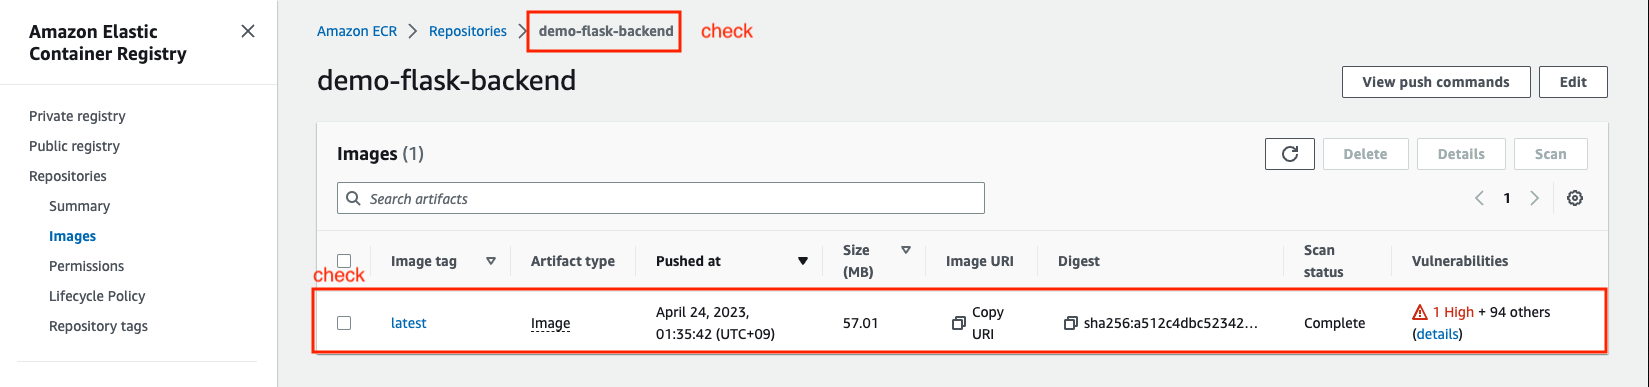 Amazon Elastic
Container Registry
Private registry
Public registry
Repositories
Summary
Images
Permissions
Lifecycle Policy
Repository tags
Amazon ECR
Repositories
demo-flask-backend
check
demo-flask-backend
View push commands
Edit
Images (1)
Delete
Details
Scan
Search artifacts
1
Image tag
Artifact type
Pushed at
Size
(MB)
Image URI
Digest
Scan
status
Vulnerabilities
check
latest
Image
April 24, 2023,
01:35:42 (UTC+09)
57.01
Copy
URI
sha256:a512c4dbc52342...
Complete
1 High + 94 others
(details)